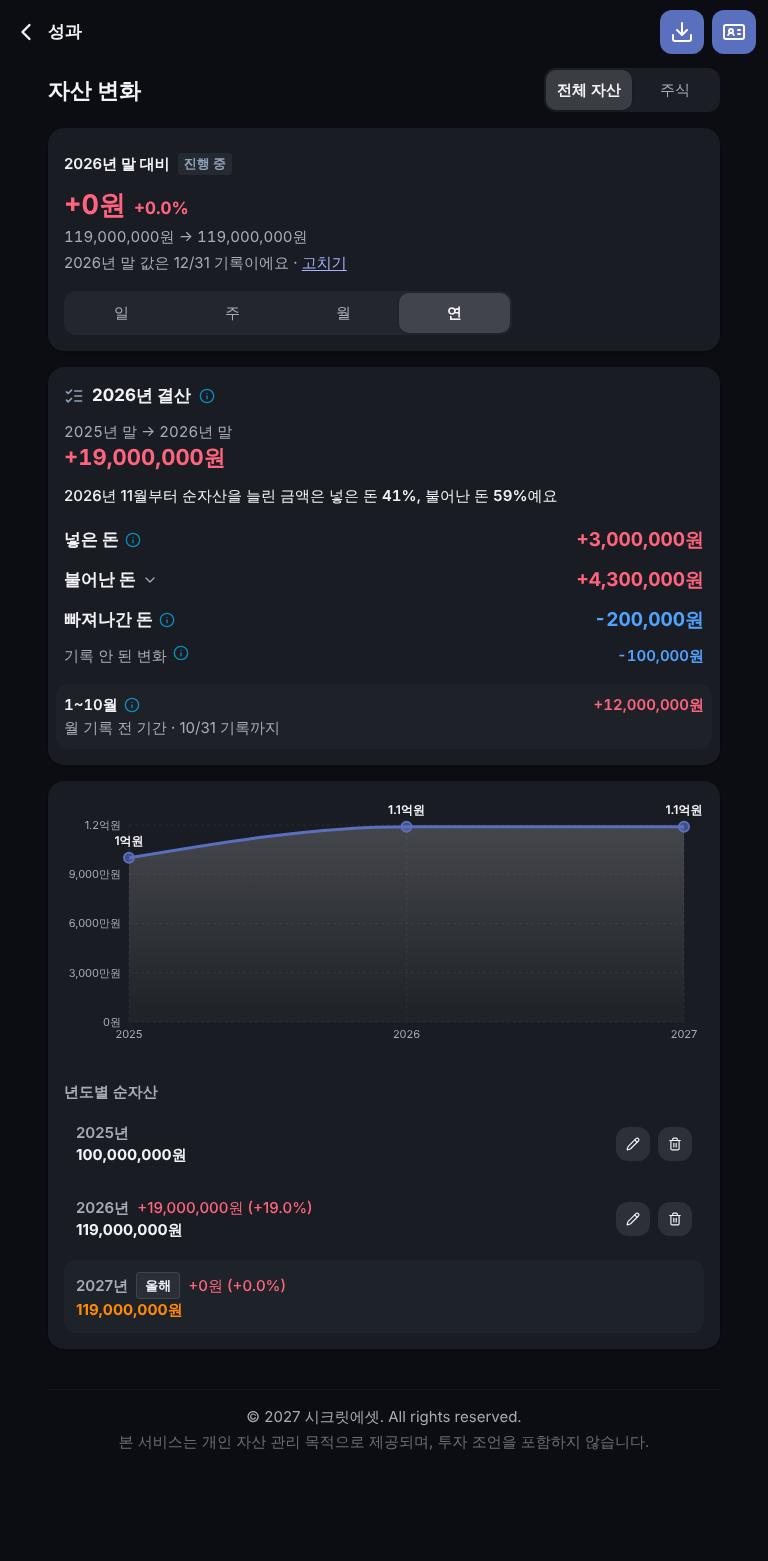 성과
자산 변화
전체 자산 주식
2026년 말 대비 진행 중
+0원 +0.0%
119,000,000원 → 119,000,000원
2026년 말 값은 12/31 기록이에요 · 고치기
일 주 월 연
2026년 결산
2025년 말 → 2026년 말
+19,000,000원
2026년 11월부터 순자산을 늘린 금액은 넣은 돈 41%, 불어난 돈 59%예요
넣은 돈 +3,000,000원
불어난 돈 +4,300,000원
빠져나간 돈 -200,000원
기록 안 된 변화 -100,000원
1~10월 +12,000,000원
월 기록 전 기간 · 10/31 기록까지
1.1억원 1.1억원
1.2억원
1억원
9,000만원
6,000만원
3,000만원
0원
2025 2026 2027
년도별 순자산
2025년
100,000,000원
2026년 +19,000,000원 (+19.0%)
119,000,000원
2027년 올해 +0원 (+0.0%)
119,000,000원
© 2027 시크릿에셋. All rights reserved.
본 서비스는 개인 자산 관리 목적으로 제공되며, 투자 조언을 포함하지 않습니다.